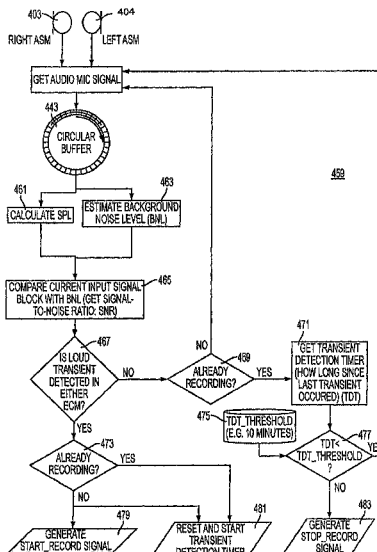 403
404
RIGHT ASM
LEFT ASM
GET AUDIO MIC SIGNAL
443
CIRCULAR
BUFFER
459
461
463
CALCULATE SPL
ESTIMATE BACKGROUND
NOISE LEVEL (BNL)
465
COMPARE CURRENT INPUT SIGNAL
BLOCK WITH BNL (GET SIGNAL-
TO-NOISE RATIO: SNR)
467
IS LOUD
TRANSIENT
DETECTED IN
EITHER
ECM?
NO
ALREADY
RECORDING?
469
NO
YES
471
GET TRANSIENT
DETECTION TIMER
(HOW LONG SINCE
LAST TRANSIENT
OCCURED) (TDT)
475
TDT_THRESHOLD
(E.G. 10 MINUTES)
477
TDT<
TDT_THRESHOLD
?
YES
473
ALREADY
RECORDING?
YES
NO
NO
479
GENERATE
START_RECORD SIGNAL
481
RESET AND START
TRANSIENT
DETECTION TIMER
483
GENERATE
STOP_RECORD
SIGNAL